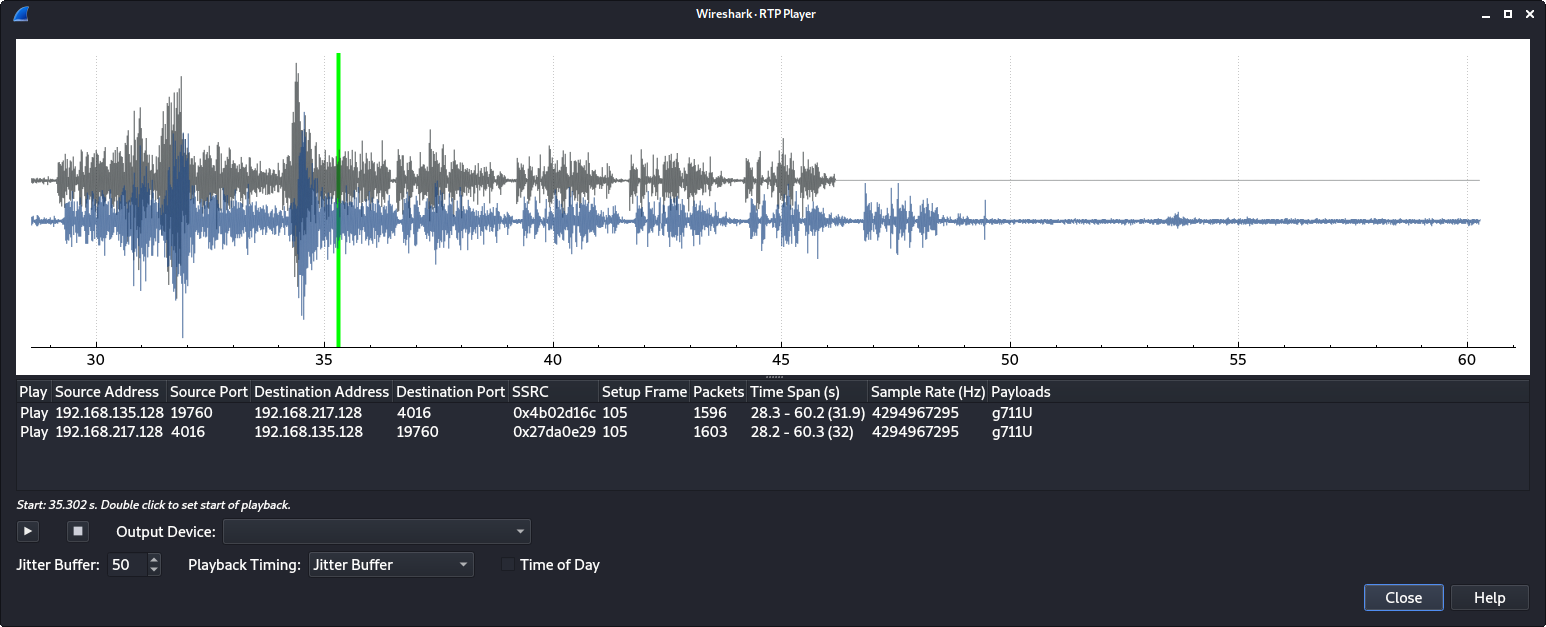 Wireshark · RTP Player
30 35 40 45 50 55 60
Play Source Address Source Port Destination Address Destination Port SSRC Setup Frame Packets Time Span (s) Sample Rate (Hz) Payloads
Play 192.168.135.128 19760 192.168.217.128 4016 0x4b02d16c 105 1596 28.3 - 60.2 (31.9) 4294967295 g711U
Play 192.168.217.128 4016 192.168.135.128 19760 0x27da0e29 105 1603 28.2 - 60.3 (32) 4294967295 g711U
Start: 35.302 s. Double click to set start of playback.
Output Device:
Jitter Buffer: 50 Playback Timing: Jitter Buffer Time of Day
Close Help